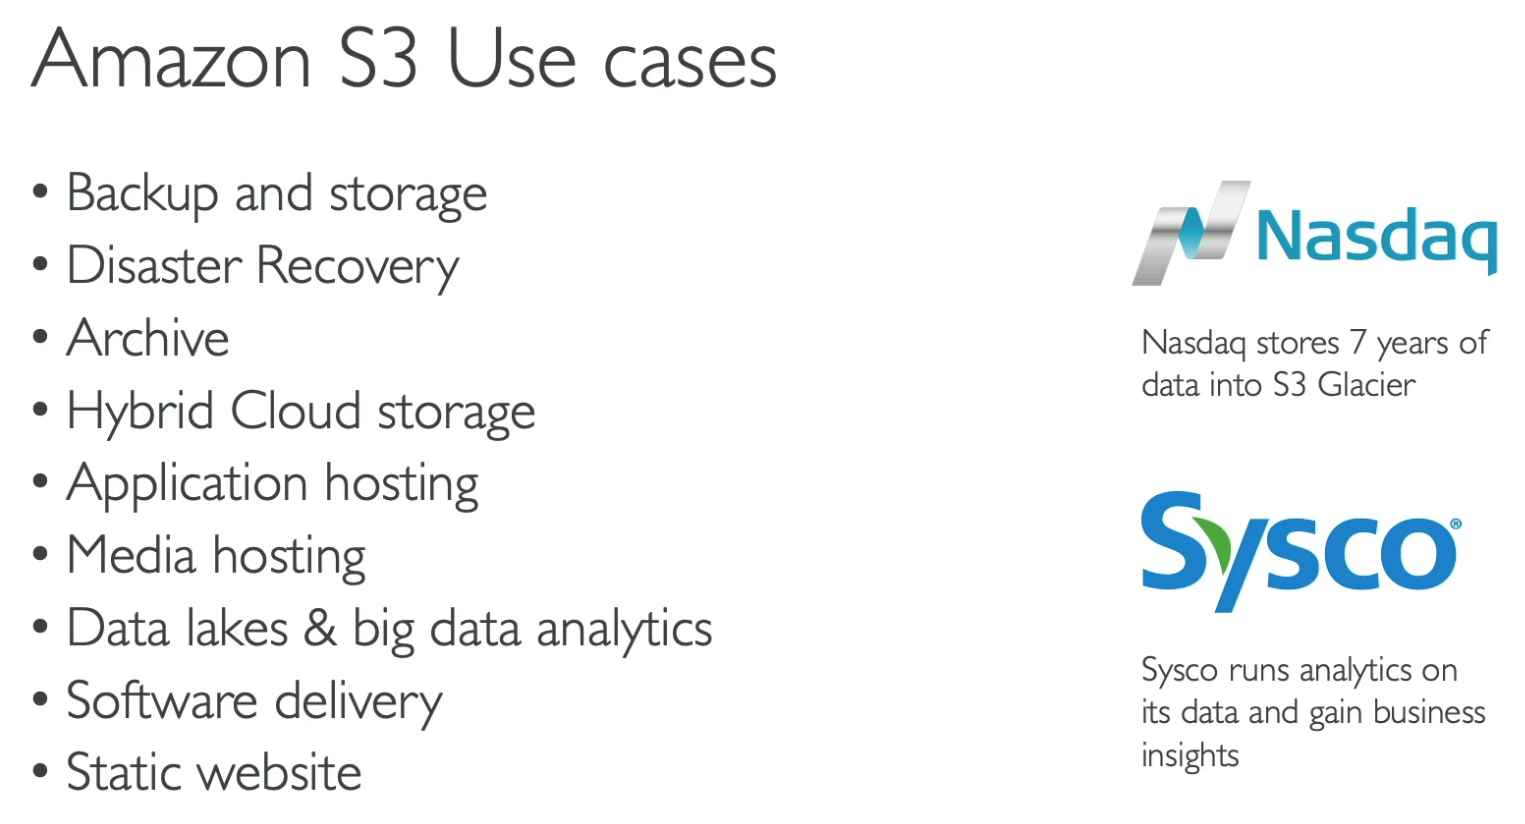 Amazon S3 Use cases
• Backup and storage
• Disaster Recovery
• Archive
• Hybrid Cloud storage
• Application hosting
• Media hosting
• Data lakes & big data analytics
• Software delivery
• Static website
Nasdaq
Nasdaq stores 7 years of
data into S3 Glacier
Sysco®
Sysco runs analytics on
its data and gain business
insights